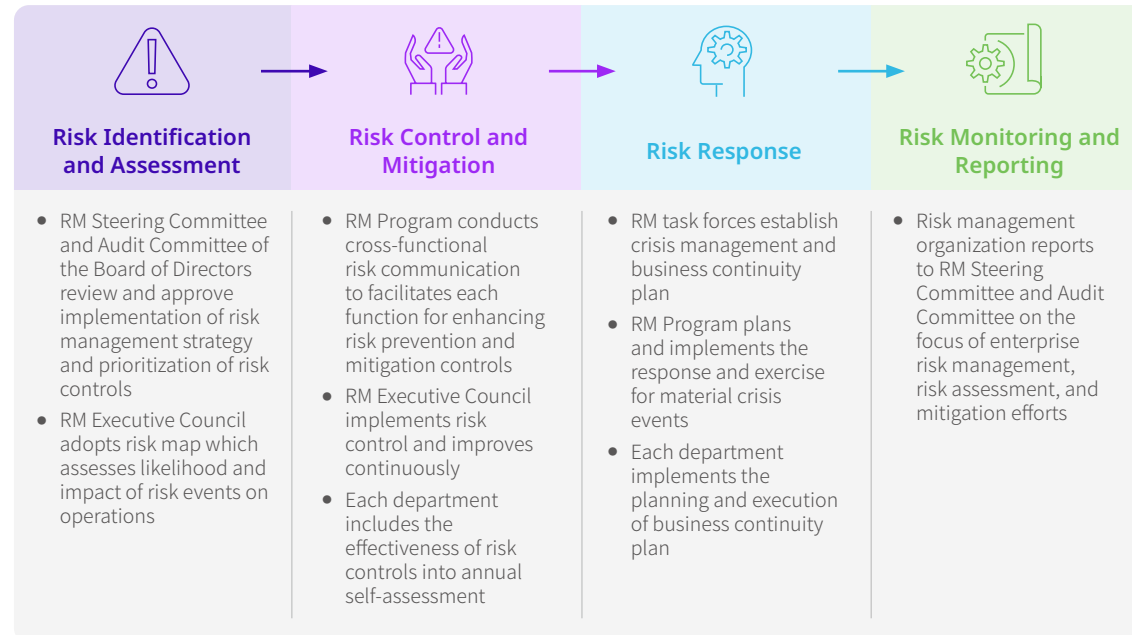 Risk Identification
and Assessment
• RM Steering Committee
and Audit Committee of
the Board of Directors
review and approve
implementation of risk
management strategy
and prioritization of risk
controls
• RM Executive Council
adopts risk map which
assesses likelihood and
impact of risk events on
operations
Risk Control and
Mitigation
• RM Program conducts
cross-functional
risk communication
to facilitates each
function for enhancing
risk prevention and
mitigation controls
• RM Executive Council
implements risk
control and improves
continuously
• Each department
includes the
effectiveness of risk
controls into annual
self-assessment
Risk Response
• RM task forces establish
crisis management and
business continuity
plan
• RM Program plans
and implements the
response and exercise
for material crisis
events
• Each department
implements the
planning and execution
of business continuity
plan
Risk Monitoring and
Reporting
• Risk management
organization reports
to RM Steering
Committee and Audit
Committee on the
focus of enterprise
risk management,
risk assessment, and
mitigation efforts